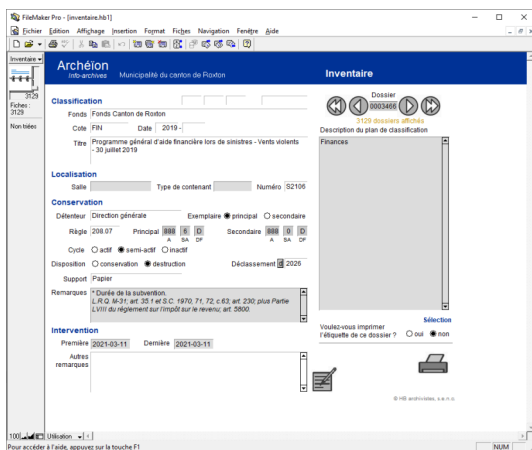 FileMaker Pro - [inventaire.hb1]
Fichier Edition Affichage Insertion Format Fiches Navigation Fenêtre Aide (?)
Inventaire
3129
Fiches :
3129
Non triées
Archéïon
Info-archives Municipalité du canton de Roxton
Inventaire
Classification
Fonds Fonds Canton de Roxton
Cote FIN Date 2019 -
Titre Programme général d'aide financière lors de sinistres - Vents violents
- 30 juillet 2019
Localisation
Salle Type de contenant Numéro S2106
Conservation
Détenteur Direction générale Exemplaire principal secondaire
Règle 208.07 Principal 888 6 D Secondaire 888 0 D
A SA DF A SA DF
Cycle actif semi-actif inactif
Disposition conservation destruction Déclassement d 2026
Support Papier
Remarques * Durée de la subvention.
L.R.Q. M-31; art. 35.1 et S.C. 1970, 71, 72, c.63, art. 230; plus Partie
LVIII du règlement sur l'impôt sur le revenu; art. 5800.
Intervention
Première 2021-03-11 Dernière 2021-03-11
Autres
remarques
Dossier
0003466
3129 dossiers affichés
Description du plan de classification
Finances
Sélection
Voulez-vous imprimer
l'étiquette de ce dossier ? oui non
© HB archivistes, s.e.n.c.
100 Utilisation
Pour accéder à l'aide, appuyez sur la touche F1
NUM